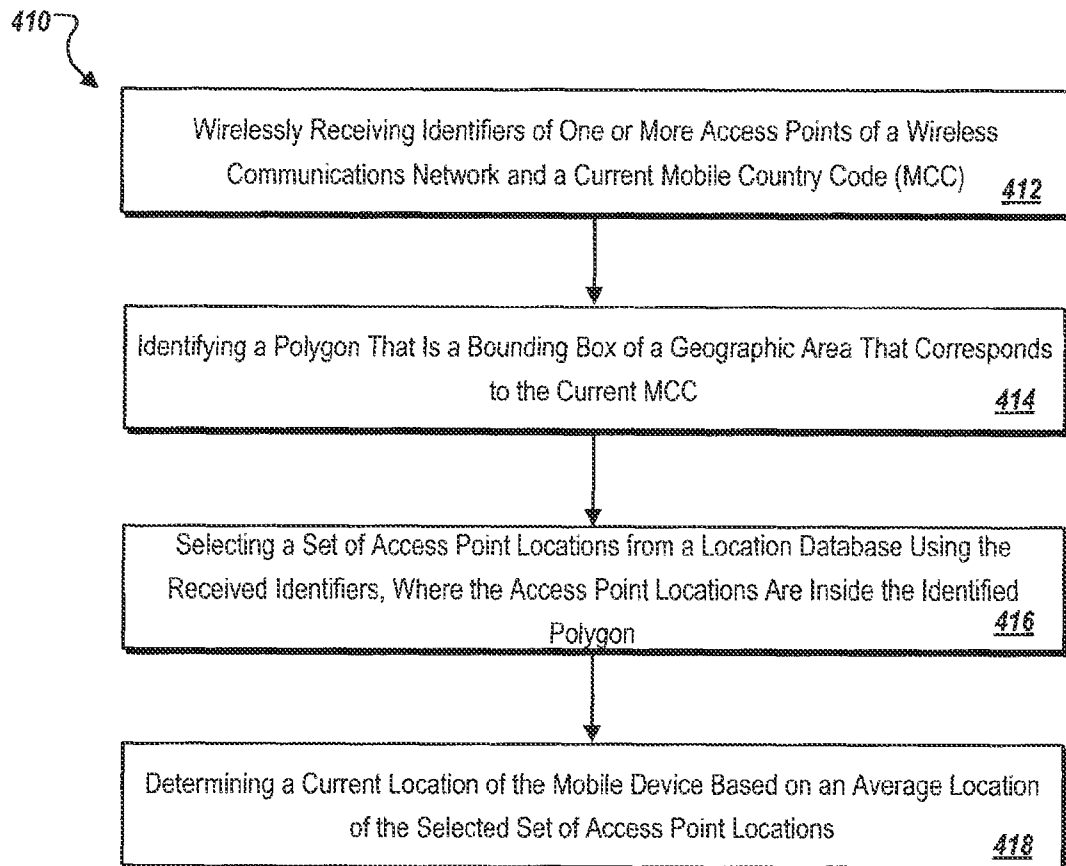 410
Wirelessly Receiving Identifiers of One or More Access Points of a Wireless
Communications Network and a Current Mobile Country Code (MCC)
412
Identifying a Polygon That Is a Bounding Box of a Geographic Area That Corresponds
to the Current MCC
414
Selecting a Set of Access Point Locations from a Location Database Using the
Received Identifiers, Where the Access Point Locations Are Inside the Identified
Polygon
416
Determining a Current Location of the Mobile Device Based on an Average Location
of the Selected Set of Access Point Locations
418